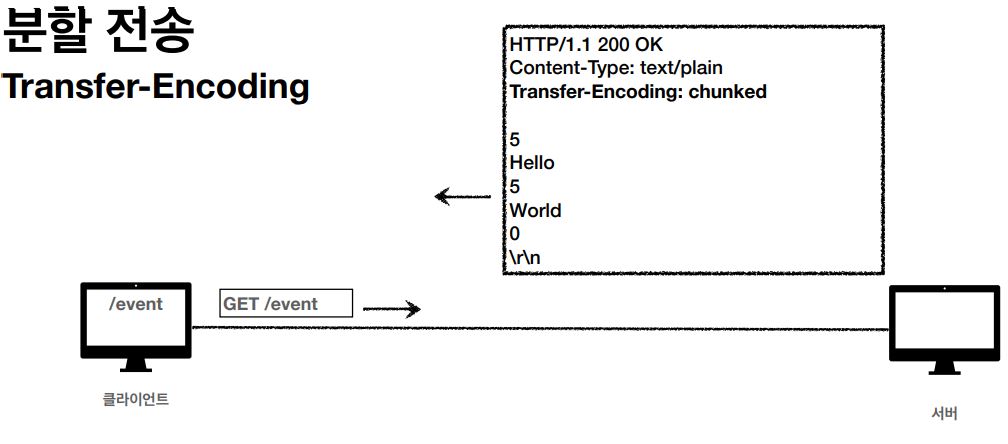 분할 전송
Transfer-Encoding
HTTP/1.1 200 OK
Content-Type: text/plain
Transfer-Encoding: chunked
5
Hello
5
World
0
\r\n
/event
GET /event
클라이언트
서버